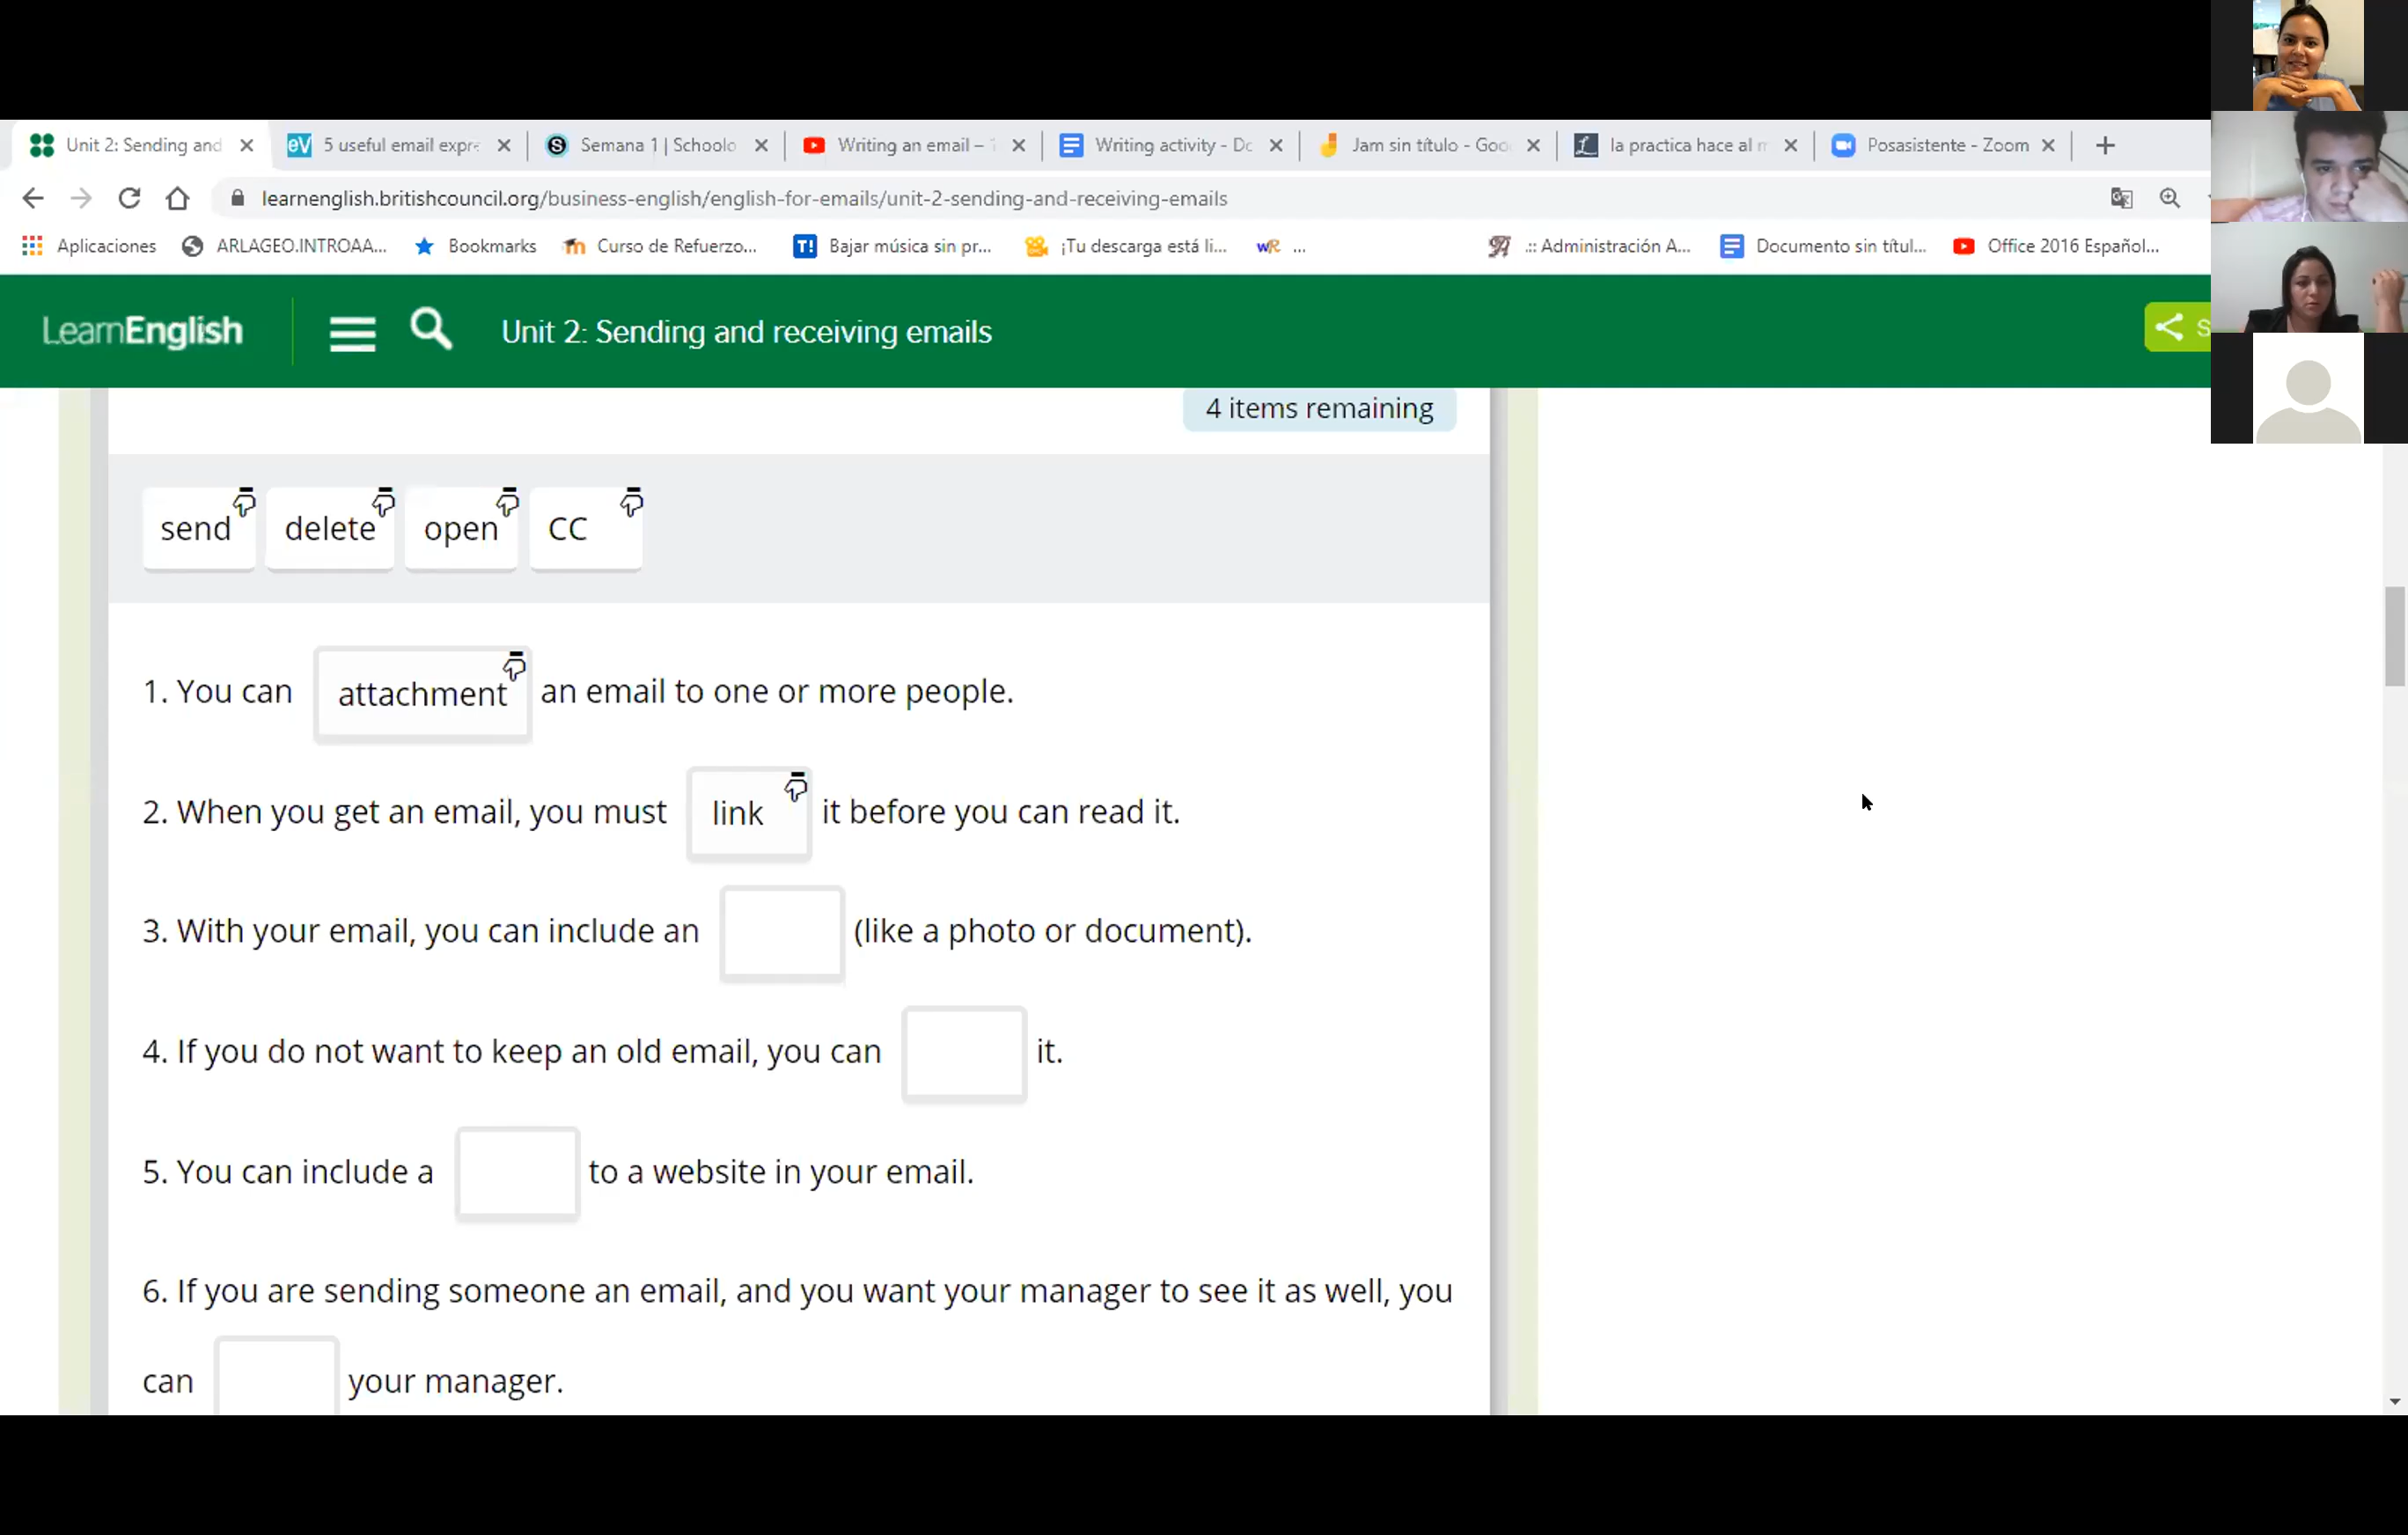 Unit 2: Sending and
5 useful email expre
Semana 1 | Schoolo
Writing an email –
Writing activity - Do
Jam sin título - Goo
la practica hace al m
Posasistente - Zoom
learnenglish.britishcouncil.org/business-english/english-for-emails/unit-2-sending-and-receiving-emails
Aplicaciones
ARLAGEO.INTROAA...
Bookmarks
Curso de Refuerzo...
Bajar música sin pr...
¡Tu descarga está li...
wR ...
.:: Administración A...
Documento sin títul...
Office 2016 Español...
LearnEnglish
Unit 2: Sending and receiving emails
S
4 items remaining
send delete open CC
1. You can attachment an email to one or more people.
2. When you get an email, you must link it before you can read it.
3. With your email, you can include an (like a photo or document).
4. If you do not want to keep an old email, you can it.
5. You can include a to a website in your email.
6. If you are sending someone an email, and you want your manager to see it as well, you
can your manager.